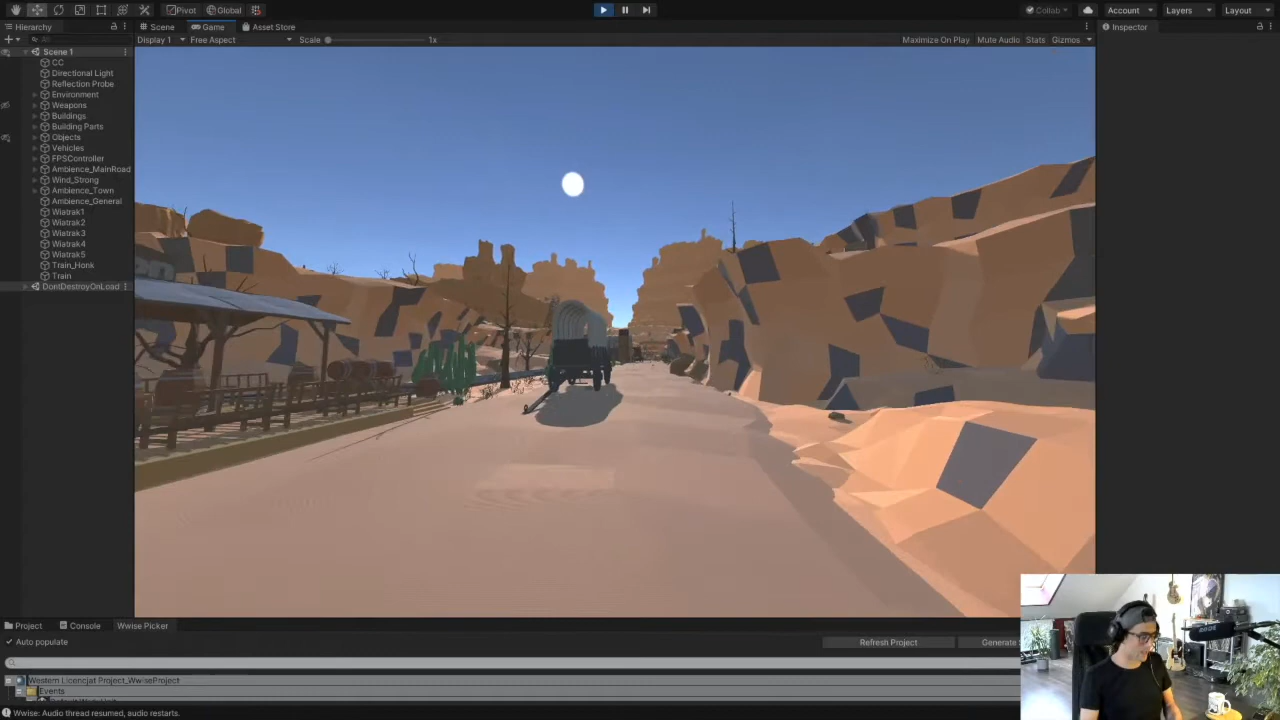 Pivot Global Collab Account Layers Layout
Hierarchy Scene Game Asset Store Inspector
Display 1 Free Aspect Scale 1x Maximize On Play Mute Audio Stats Gizmos
Scene 1
CC
Directional Light
Reflection Probe
Environment
Weapons
Buildings
Building Parts
Objects
Vehicles
FPSController
Ambience_MainRoad
Wind_Strong
Ambience_Town
Ambience_General
Wiatrak1
Wiatrak2
Wiatrak3
Wiatrak4
Wiatrak5
Train_Honk
Train
DontDestroyOnLoad
Project Console Wwise Picker
Auto populate Refresh Project Generate
Western Licencjat Project_WwiseProject
Events
Wwise: Audio thread resumed, audio restarts.